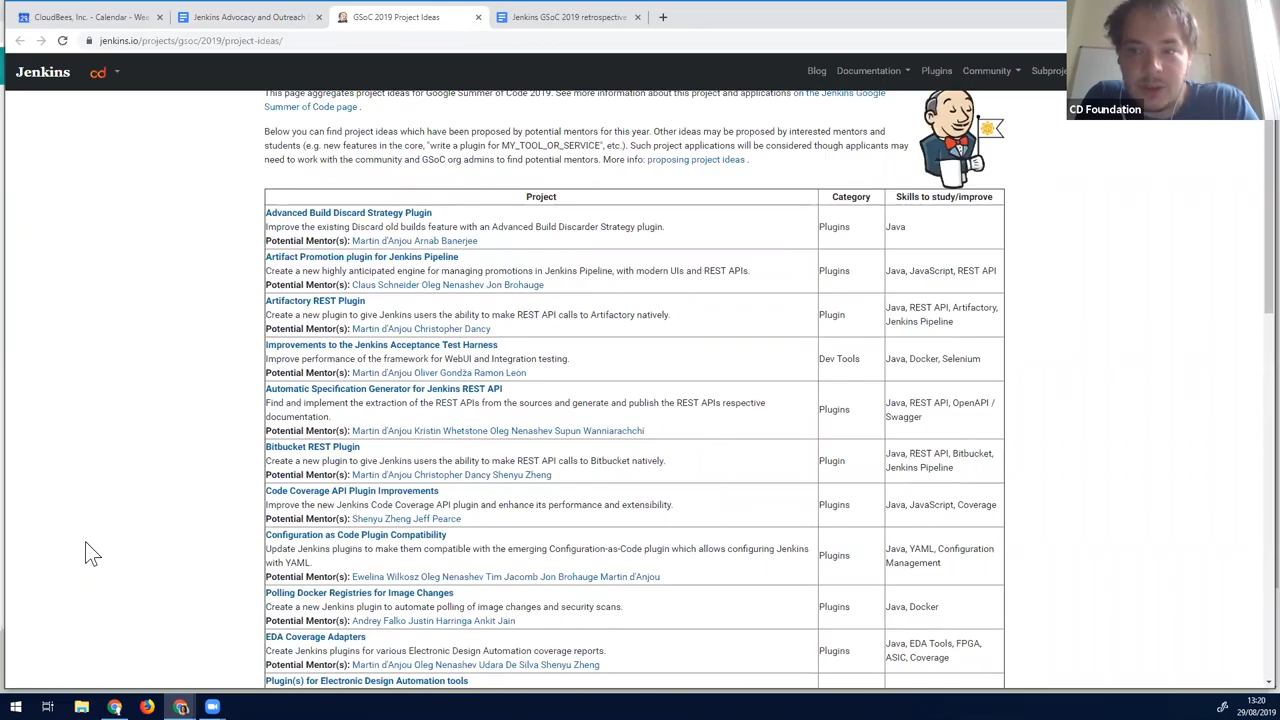 CloudBees, Inc. - Calendar - Wee
Jenkins Advocacy and Outreach
GSoC 2019 Project Ideas
Jenkins GSoC 2019 retrospective
jenkins.io/projects/gsoc/2019/project-ideas/
Jenkins cd Blog Documentation Plugins Community Subproje
CD Foundation
This page aggregates project ideas for Google Summer of Code 2019. See more information about this project and applications on the Jenkins Google
Summer of Code page .
Below you can find project ideas which have been proposed by potential mentors for this year. Other ideas may be proposed by interested mentors and
students (e.g. new features in the core, "write a plugin for MY_TOOL_OR_SERVICE", etc.). Such project applications will be considered though applicants may
need to work with the community and GSoC org admins to find potential mentors. More info: proposing project ideas .
Project Category Skills to study/improve
Advanced Build Discard Strategy Plugin
Improve the existing Discard old builds feature with an Advanced Build Discarder Strategy plugin.
Potential Mentor(s): Martin d'Anjou Arnab Banerjee
Plugins
Java
Artifact Promotion plugin for Jenkins Pipeline
Create a new highly anticipated engine for managing promotions in Jenkins Pipeline, with modern UIs and REST APIs.
Potential Mentor(s): Claus Schneider Oleg Nenashev Jon Brohauge
Plugins
Java, JavaScript, REST API
Artifactory REST Plugin
Create a new plugin to give Jenkins users the ability to make REST API calls to Artifactory natively.
Potential Mentor(s): Martin d'Anjou Christopher Dancy
Plugin
Java, REST API, Artifactory,
Jenkins Pipeline
Improvements to the Jenkins Acceptance Test Harness
Improve performance of the framework for WebUI and Integration testing.
Potential Mentor(s): Martin d'Anjou Oliver Gondža Ramon Leon
Dev Tools
Java, Docker, Selenium
Automatic Specification Generator for Jenkins REST API
Find and implement the extraction of the REST APIs from the sources and generate and publish the REST APIs respective
documentation.
Potential Mentor(s): Martin d'Anjou Kristin Whetstone Oleg Nenashev Supun Wanniarachchi
Plugins
Java, REST API, OpenAPI /
Swagger
Bitbucket REST Plugin
Create a new plugin to give Jenkins users the ability to make REST API calls to Bitbucket natively.
Potential Mentor(s): Martin d'Anjou Christopher Dancy Shenyu Zheng
Plugin
Java, REST API, Bitbucket,
Jenkins Pipeline
Code Coverage API Plugin Improvements
Improve the new Jenkins Code Coverage API plugin and enhance its performance and extensibility.
Potential Mentor(s): Shenyu Zheng Jeff Pearce
Plugins
Java, JavaScript, Coverage
Configuration as Code Plugin Compatibility
Update Jenkins plugins to make them compatible with the emerging Configuration-as-Code plugin which allows configuring Jenkins
with YAML.
Potential Mentor(s): Ewelina Wilkosz Oleg Nenashev Tim Jacomb Jon Brohauge Martin d'Anjou
Plugins
Java, YAML, Configuration
Management
Polling Docker Registries for Image Changes
Create a new Jenkins plugin to automate polling of image changes and security scans.
Potential Mentor(s): Andrey Falko Justin Harringa Ankit Jain
Plugins
Java, Docker
EDA Coverage Adapters
Create Jenkins plugins for various Electronic Design Automation coverage reports.
Potential Mentor(s): Martin d'Anjou Oleg Nenashev Udara De Silva Shenyu Zheng
Plugins
Java, EDA Tools, FPGA,
ASIC, Coverage
Plugin(s) for Electronic Design Automation tools
13:20
29/08/2019